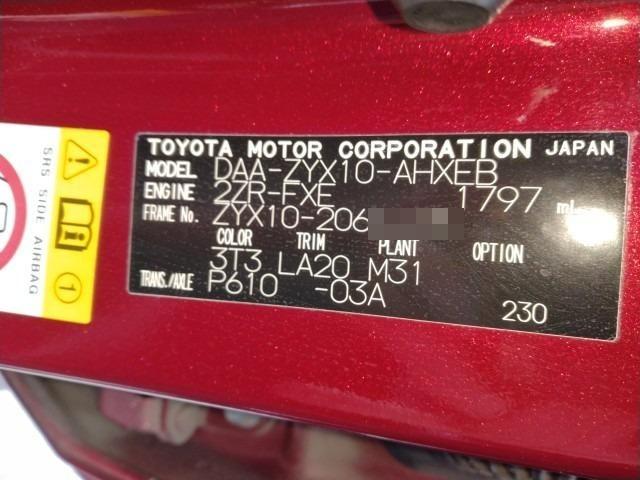 TOYOTA MOTOR CORPORATION JAPAN
MODEL DAA-ZYX10-AHXEB
ENGINE 2ZR-FXE 1797 ml
FRAME No. ZYX10-206
COLOR TRIM PLANT OPTION
3T3 LA20 M31
TRANS./AXLE P610 -03A
230
SRS SIDE AIRBAG
1